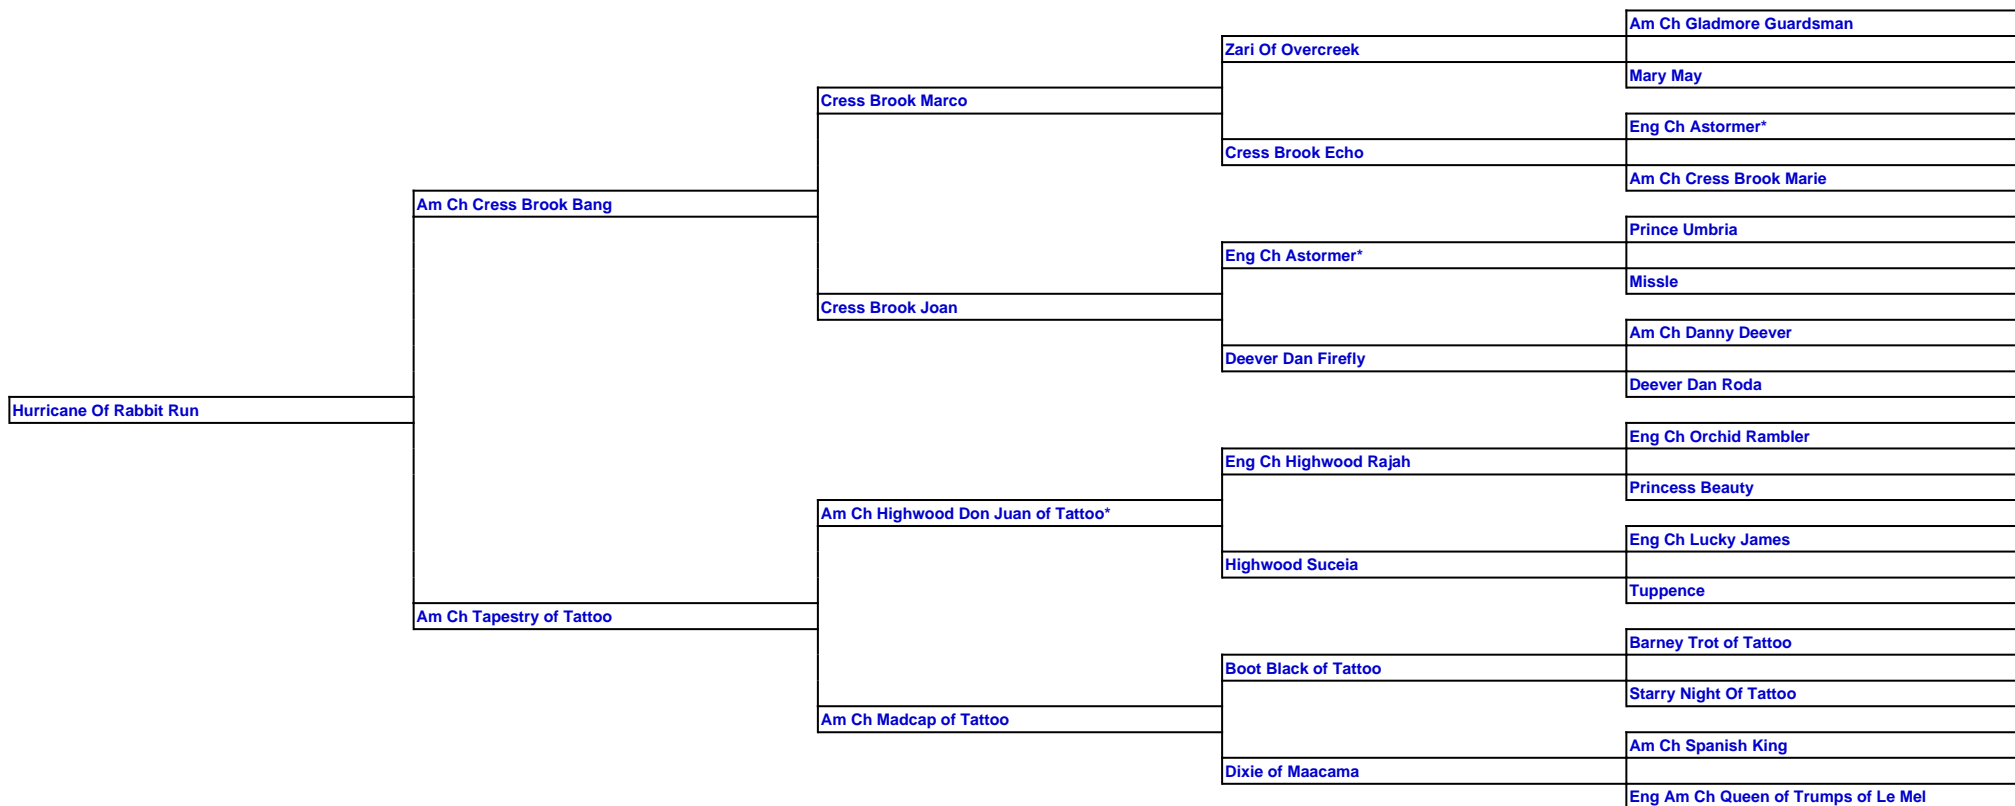 Am Ch Gladmore Guardsman
Zari Of Overcreek
Mary May
Cress Brook Marco
Eng Ch Astormer*
Cress Brook Echo
Am Ch Cress Brook Marie
Am Ch Cress Brook Bang
Prince Umbria
Eng Ch Astormer*
Missle
Cress Brook Joan
Am Ch Danny Deever
Deever Dan Firefly
Deever Dan Roda
Hurricane Of Rabbit Run
Eng Ch Orchid Rambler
Eng Ch Highwood Rajah
Princess Beauty
Am Ch Highwood Don Juan of Tattoo*
Eng Ch Lucky James
Highwood Suceia
Tuppence
Am Ch Tapestry of Tattoo
Barney Trot of Tattoo
Boot Black of Tattoo
Starry Night Of Tattoo
Am Ch Madcap of Tattoo
Am Ch Spanish King
Dixie of Maacama
Eng Am Ch Queen of Trumps of Le Mel